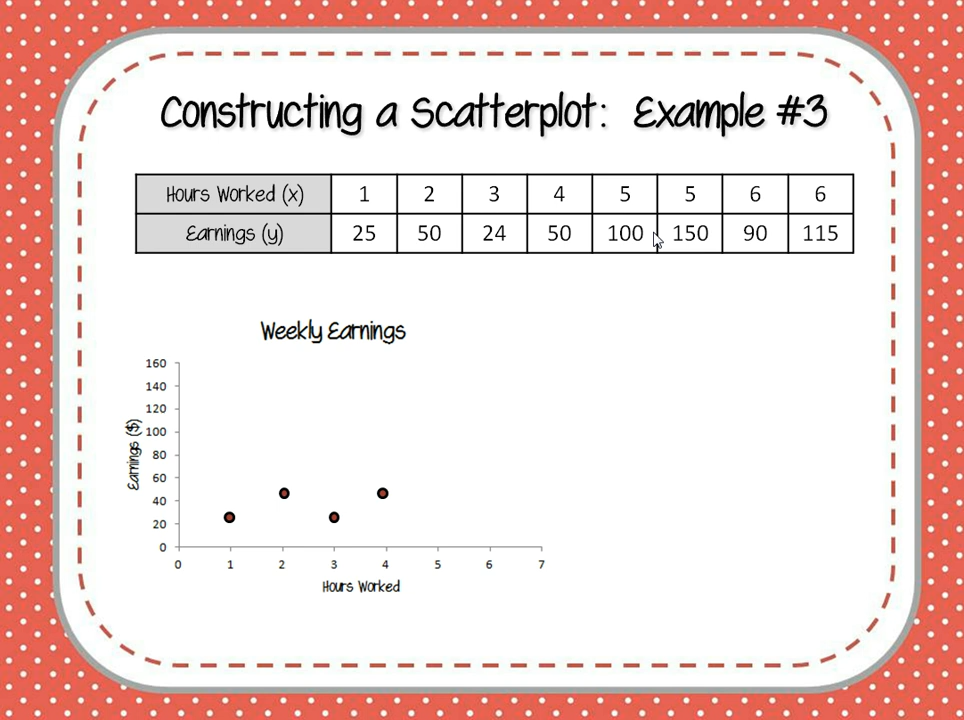 Constructing a Scatterplot: Example #3
Hours Worked (x) 1 2 3 4 5 5 6 6
Earnings (y) 25 50 24 50 100 150 90 115
Weekly Earnings
160
140
120
100
80
60
40
20
0
Earnings ($)
0 1 2 3 4 5 6 7
Hours Worked